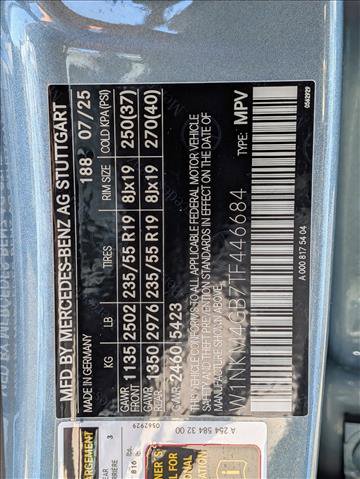 MFD BY MERCEDES-BENZ AG STUTTGART
MADE IN GERMANY 188 07/25
KG LB TIRES RIM SIZE COLD KPA(PSI)
GAWR
FRONT 1135 2502 235/55 R19 8Jx19 250(37)
GAWR
REAR 1350 2976 235/55 R19 8Jx19 270(40)
GVWR 2460 5423
THIS VEHICLE CONFORMS TO ALL APPLICABLE FEDERAL MOTOR VEHICLE
SAFETY AND THEFT PREVENTION STANDARDS IN EFFECT ON THE DATE OF
MANUFACTURE SHOWN ABOVE.
W1NKM4GB7TF446684 TYPE: MPV
A 000 817 54 04
0562929
A 254 584 32 00
0562929